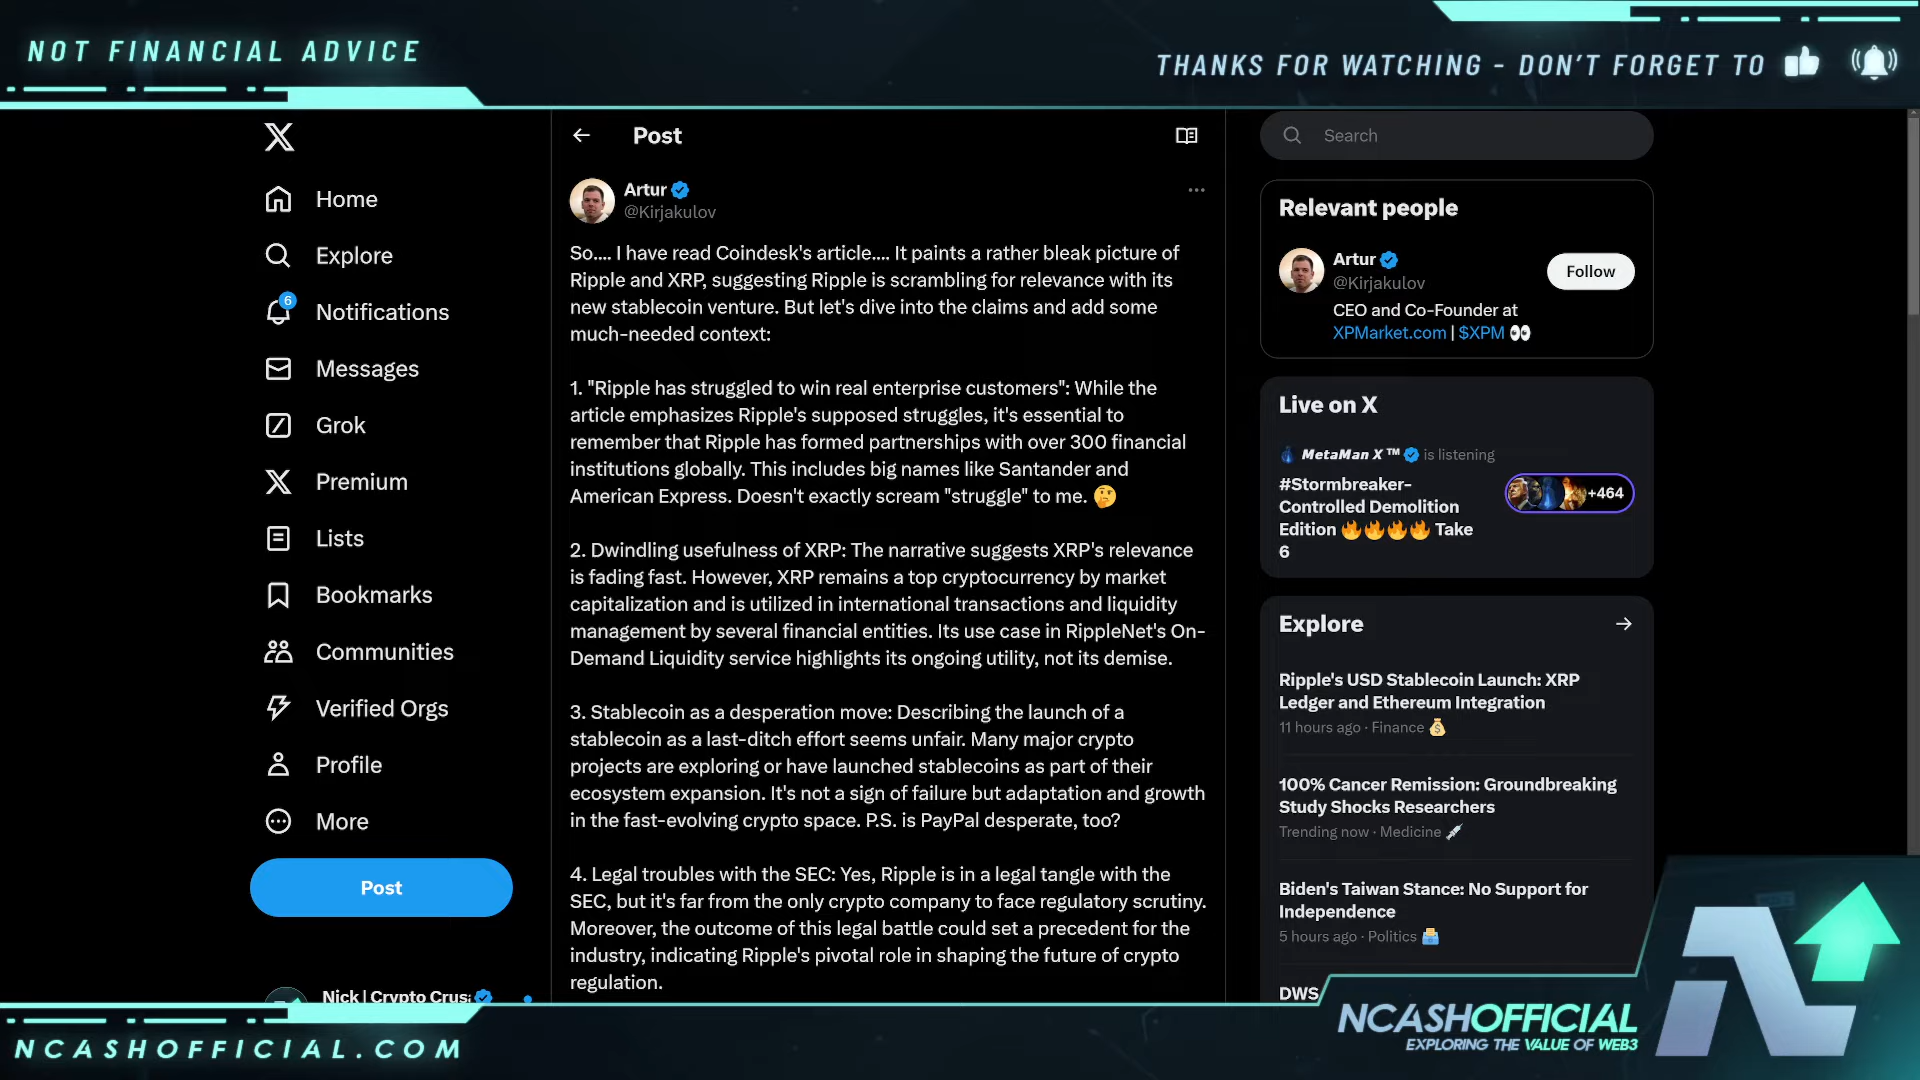 NOT FINANCIAL ADVICE
THANKS FOR WATCHING - DON'T FORGET TO
Home
Explore
6
Notifications
Messages
Grok
Premium
Lists
Bookmarks
Communities
Verified Orgs
Profile
More
Post
Nick | Crypto Crus
Post
Artur
@Kirjakulov
So.... I have read Coindesk's article.... It paints a rather bleak picture of
Ripple and XRP, suggesting Ripple is scrambling for relevance with its
new stablecoin venture. But let's dive into the claims and add some
much-needed context:
1. "Ripple has struggled to win real enterprise customers": While the
article emphasizes Ripple's supposed struggles, it's essential to
remember that Ripple has formed partnerships with over 300 financial
institutions globally. This includes big names like Santander and
American Express. Doesn't exactly scream "struggle" to me. 🤔
2. Dwindling usefulness of XRP: The narrative suggests XRP's relevance
is fading fast. However, XRP remains a top cryptocurrency by market
capitalization and is utilized in international transactions and liquidity
management by several financial entities. Its use case in RippleNet's On-
Demand Liquidity service highlights its ongoing utility, not its demise.
3. Stablecoin as a desperation move: Describing the launch of a
stablecoin as a last-ditch effort seems unfair. Many major crypto
projects are exploring or have launched stablecoins as part of their
ecosystem expansion. It's not a sign of failure but adaptation and growth
in the fast-evolving crypto space. P.S. is PayPal desperate, too?
4. Legal troubles with the SEC: Yes, Ripple is in a legal tangle with the
SEC, but it's far from the only crypto company to face regulatory scrutiny.
Moreover, the outcome of this legal battle could set a precedent for the
industry, indicating Ripple's pivotal role in shaping the future of crypto
regulation.
Search
Relevant people
Artur
@Kirjakulov
Follow
CEO and Co-Founder at
XPMarket.com | $XPM 👀
Live on X
MetaMan X ™ is listening
#Stormbreaker-
Controlled Demolition
Edition 🔥🔥🔥🔥 Take
6
+464
Explore
Ripple's USD Stablecoin Launch: XRP
Ledger and Ethereum Integration
11 hours ago · Finance 💰
100% Cancer Remission: Groundbreaking
Study Shocks Researchers
Trending now · Medicine 💉
Biden's Taiwan Stance: No Support for
Independence
5 hours ago · Politics 🗳️
DWS
NCASHOFFICIAL.COM
NCASHOFFICIAL
EXPLORING THE VALUE OF WEB3